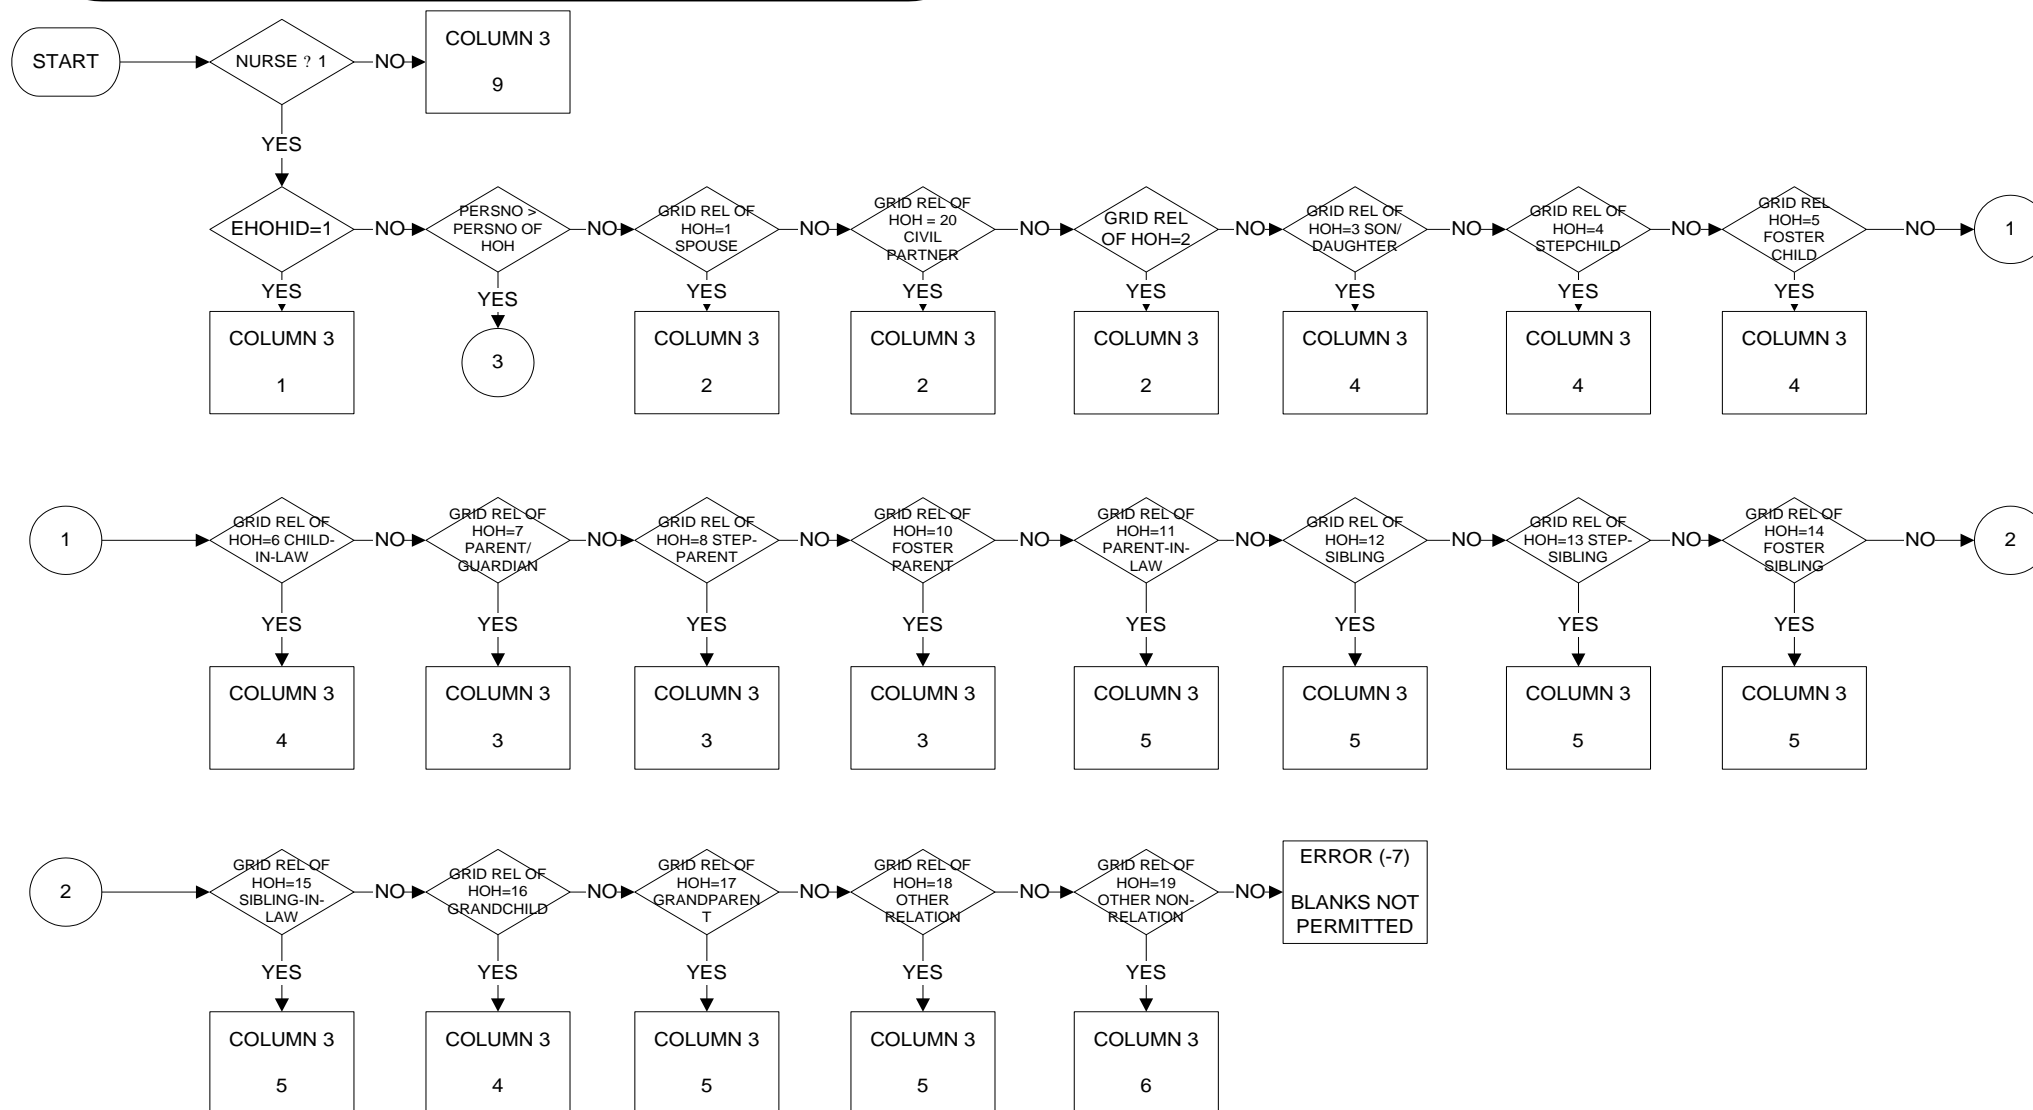 START
NURSE ? 1
NO
COLUMN 3
9
YES
EHOHID=1
NO
PERSNO >
PERSNO OF
HOH
NO
GRID REL OF
HOH=1
SPOUSE
NO
GRID REL OF
HOH = 20
CIVIL
PARTNER
NO
GRID REL
OF HOH=2
NO
GRID REL OF
HOH=3 SON/
DAUGHTER
NO
GRID REL OF
HOH=4
STEPCHILD
NO
GRID REL
HOH=5
FOSTER
CHILD
NO
1
YES
YES
YES
YES
YES
YES
YES
YES
COLUMN 3
1
3
COLUMN 3
2
COLUMN 3
2
COLUMN 3
2
COLUMN 3
4
COLUMN 3
4
COLUMN 3
4
1
GRID REL OF
HOH=6 CHILD-
IN-LAW
NO
GRID REL OF
HOH=7
PARENT/
GUARDIAN
NO
GRID REL OF
HOH=8 STEP-
PARENT
NO
GRID REL OF
HOH=10
FOSTER
PARENT
NO
GRID REL OF
HOH=11
PARENT-IN-
LAW
NO
GRID REL OF
HOH=12
SIBLING
NO
GRID REL OF
HOH=13 STEP-
SIBLING
NO
GRID REL OF
HOH=14
FOSTER
SIBLING
NO
2
YES
YES
YES
YES
YES
YES
YES
YES
COLUMN 3
4
COLUMN 3
3
COLUMN 3
3
COLUMN 3
3
COLUMN 3
5
COLUMN 3
5
COLUMN 3
5
COLUMN 3
5
2
GRID REL OF
HOH=15
SIBLING-IN-
LAW
NO
GRID REL OF
HOH=16
GRANDCHILD
NO
GRID REL OF
HOH=17
GRANDPAREN
T
NO
GRID REL OF
HOH=18
OTHER
RELATION
NO
GRID REL OF
HOH=19
OTHER NON-
RELATION
NO
ERROR (-7)
BLANKS NOT
PERMITTED
YES
YES
YES
YES
YES
COLUMN 3
5
COLUMN 3
4
COLUMN 3
5
COLUMN 3
5
COLUMN 3
6